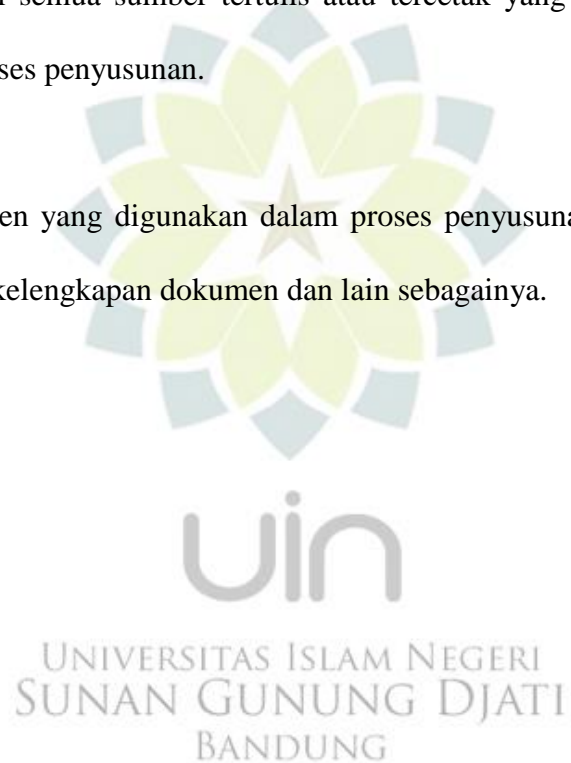 semua sumber tertulis atau tercetak yang
ses penyusunan.
en yang digunakan dalam proses penyusuna
kelengkapan dokumen dan lain sebagainya.
uin
UNIVERSITAS ISLAM NEGERI
SUNAN GUNUNG DJATI
BANDUNG